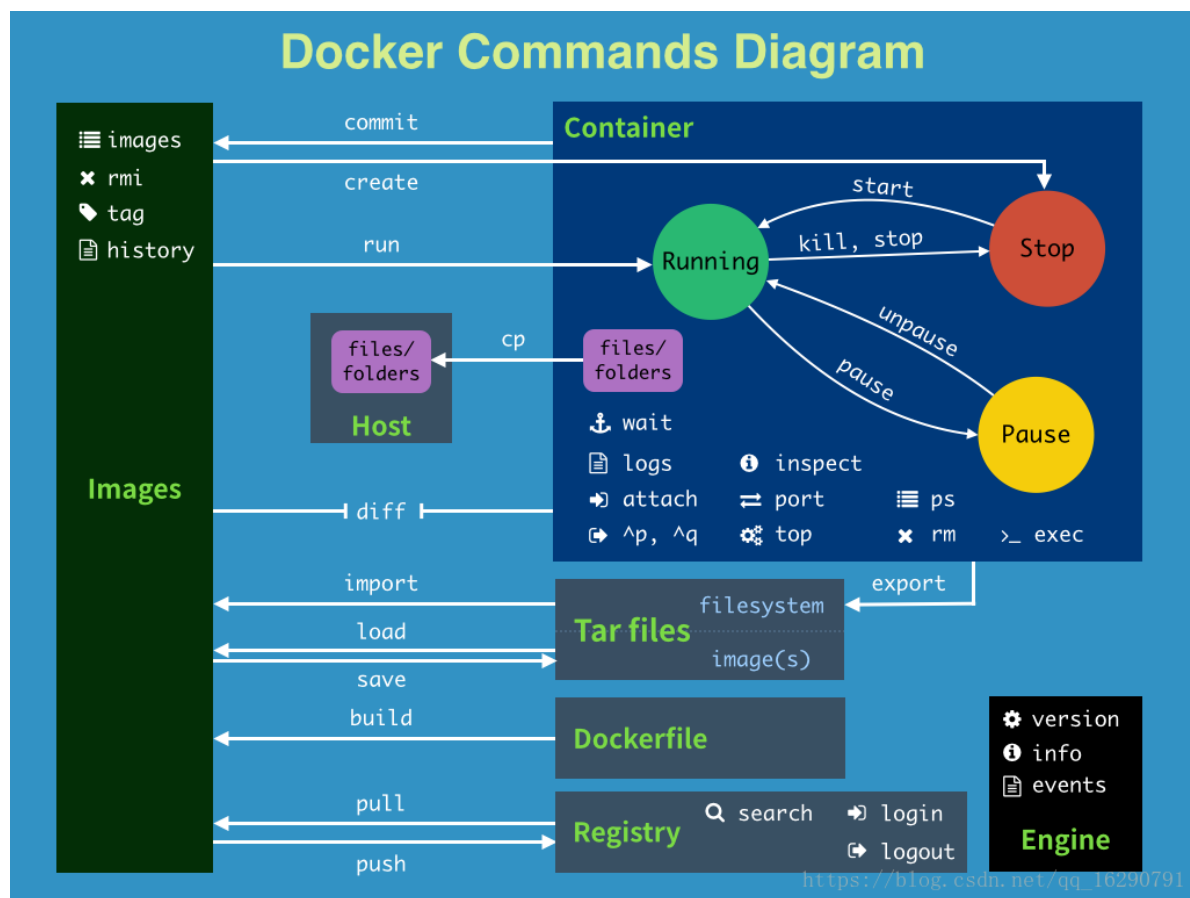 Docker Commands Diagram
images
rmi
tag
history
Images
commit
create
run
Container
Running
start
kill, stop
Stop
unpause
pause
Pause
files/
folders
Host
cp
files/
folders
wait
logs
inspect
attach
port
ps
^p, ^q
top
rm
>_ exec
diff
import
load
save
export
filesystem
Tar files
image(s)
build
Dockerfile
pull
push
Registry
search
login
logout
version
info
events
Engine
https://blog.csdn.net/qq_16290791